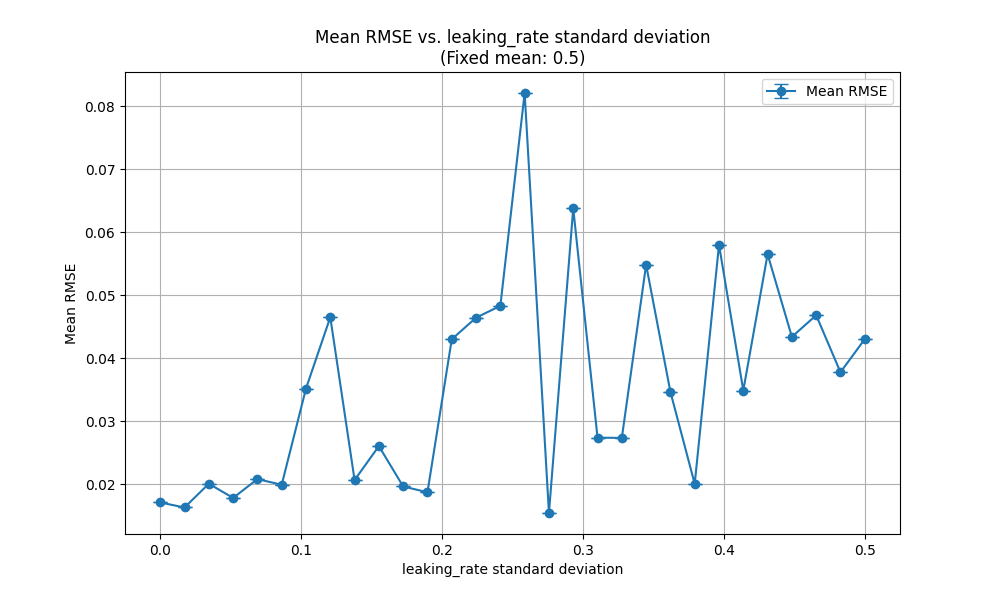 Mean RMSE vs. leaking_rate standard deviation
(Fixed mean: 0.5)
Mean RMSE
0.08
0.07
0.06
0.05
0.04
0.03
0.02
Mean RMSE
0.0
0.1
0.2
0.3
0.4
0.5
leaking_rate standard deviation